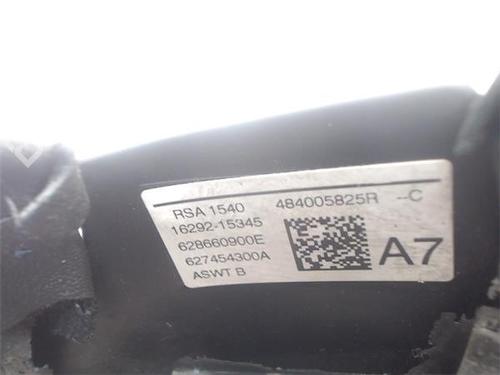 RSA 1540 484005825R --C
16292-15345
628660900E
627454300A
ASWT B
A7